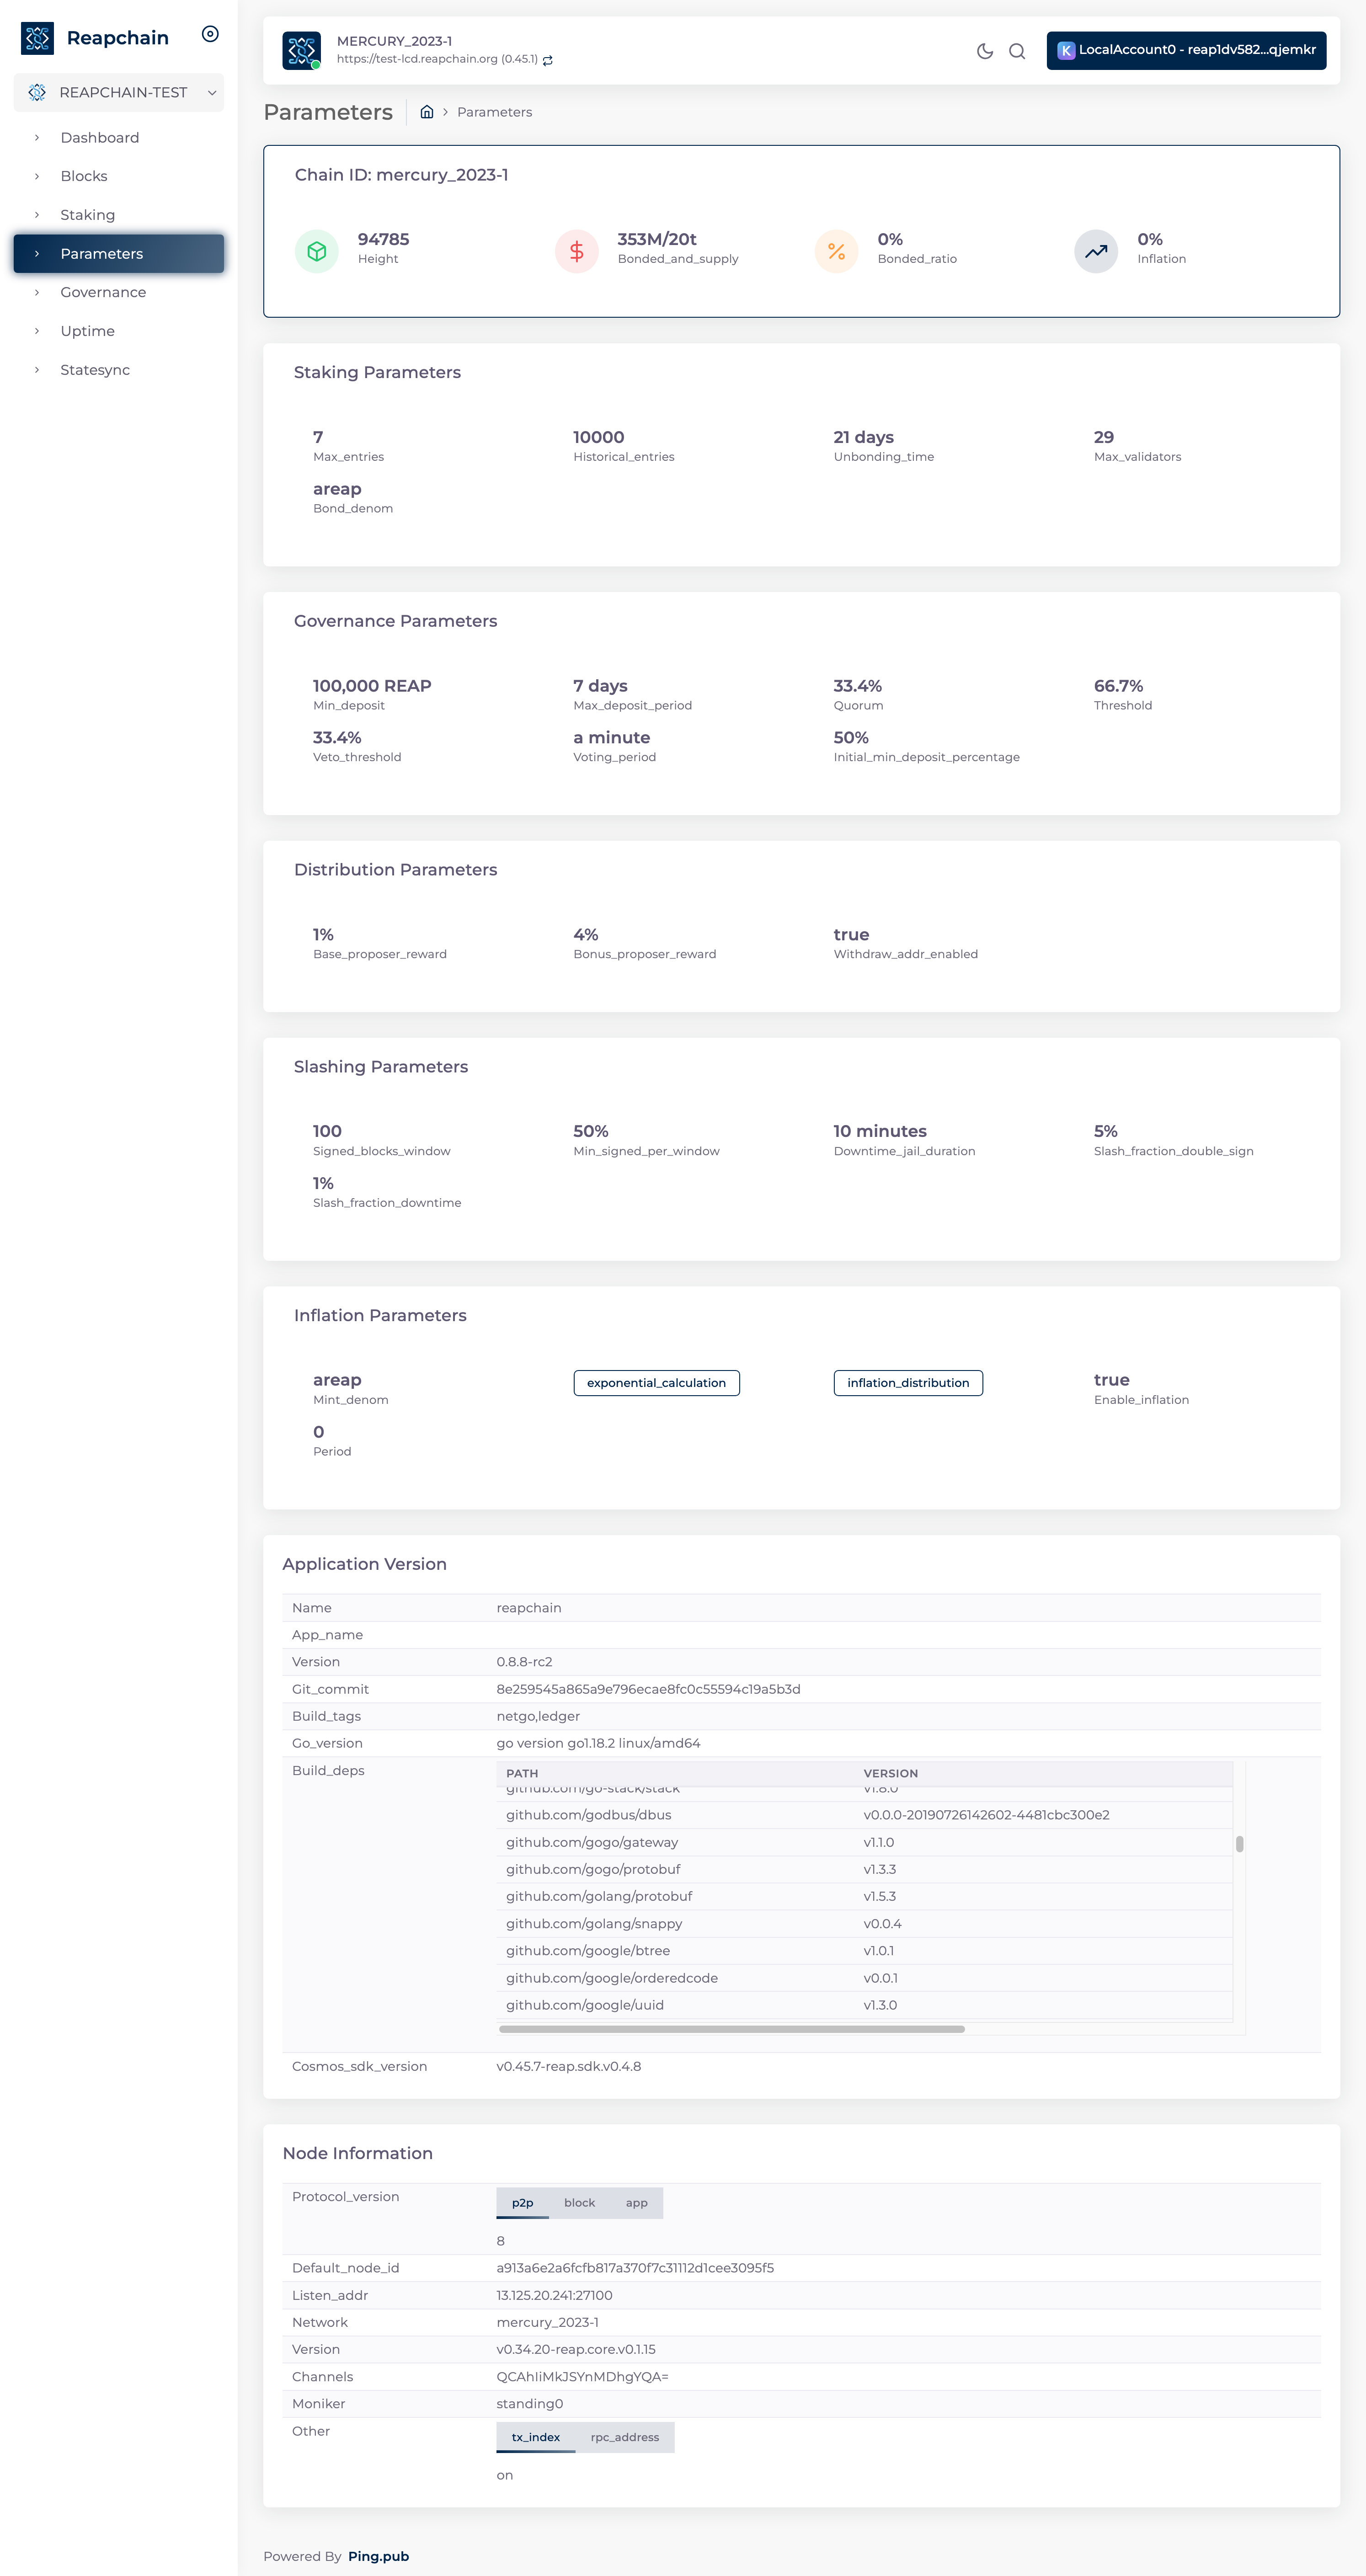 Reapchain
REAPCHAIN-TEST
Dashboard
Blocks
Staking
Parameters
Governance
Uptime
Statesync
MERCURY_2023-1
https://test-lcd.reapchain.org (0.45.1)
K LocalAccount0 - reap1dv582...qjemkr
Parameters
Parameters
Chain ID: mercury_2023-1
94785
Height
353M/20t
Bonded_and_supply
0%
Bonded_ratio
0%
Inflation
Staking Parameters
7
Max_entries
10000
Historical_entries
21 days
Unbonding_time
29
Max_validators
areap
Bond_denom
Governance Parameters
100,000 REAP
Min_deposit
7 days
Max_deposit_period
33.4%
Quorum
66.7%
Threshold
33.4%
Veto_threshold
a minute
Voting_period
50%
Initial_min_deposit_percentage
Distribution Parameters
1%
Base_proposer_reward
4%
Bonus_proposer_reward
true
Withdraw_addr_enabled
Slashing Parameters
100
Signed_blocks_window
50%
Min_signed_per_window
10 minutes
Downtime_jail_duration
5%
Slash_fraction_double_sign
1%
Slash_fraction_downtime
Inflation Parameters
areap
Mint_denom
exponential_calculation
inflation_distribution
true
Enable_inflation
0
Period
Application Version
Name reapchain
App_name
Version 0.8.8-rc2
Git_commit 8e259545a865a9e796ecae8fc0c55594c19a5b3d
Build_tags netgo,ledger
Go_version go version go1.18.2 linux/amd64
Build_deps PATH VERSION
github.com/go-stack/stack v1.8.0
github.com/godbus/dbus v0.0.0-20190726142602-4481cbc300e2
github.com/gogo/gateway v1.1.0
github.com/gogo/protobuf v1.3.3
github.com/golang/protobuf v1.5.3
github.com/golang/snappy v0.0.4
github.com/google/btree v1.0.1
github.com/google/orderedcode v0.0.1
github.com/google/uuid v1.3.0
Cosmos_sdk_version v0.45.7-reap.sdk.v0.4.8
Node Information
Protocol_version p2p block app
8
Default_node_id a913a6e2a6fcfb817a370f7c31112d1cee3095f5
Listen_addr 13.125.20.241:27100
Network mercury_2023-1
Version v0.34.20-reap.core.v0.1.15
Channels QCAhIiMkJSYnMDhgYQA=
Moniker standing0
Other tx_index rpc_address
on
Powered By Ping.pub